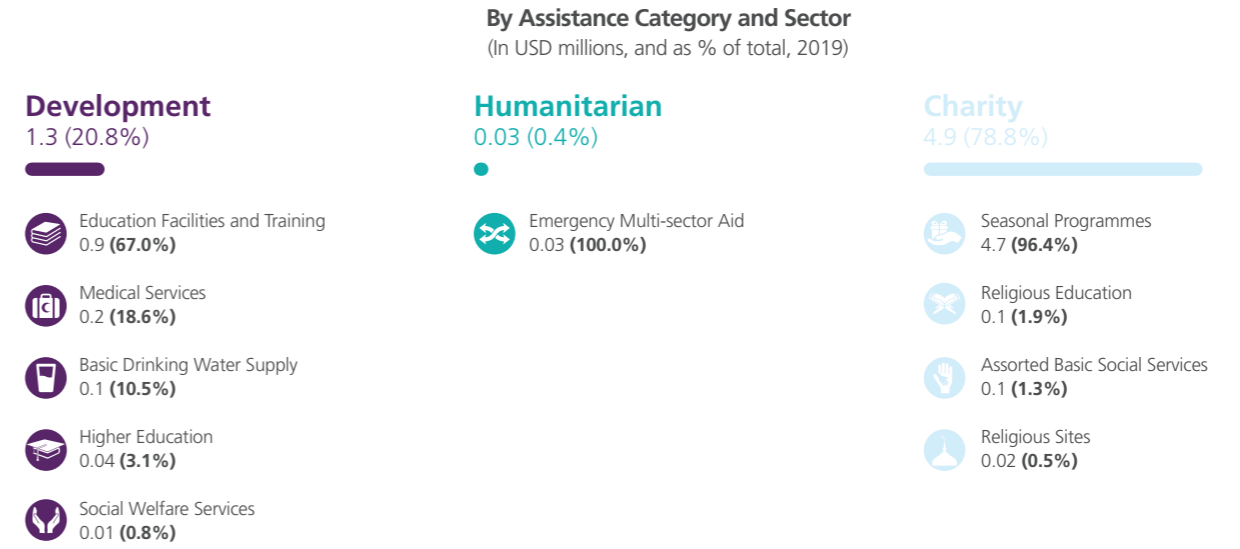 By Assistance Category and Sector
(In USD millions, and as % of total, 2019)
Development
1.3 (20.8%)
Education Facilities and Training
0.9 (67.0%)
Medical Services
0.2 (18.6%)
Basic Drinking Water Supply
0.1 (10.5%)
Higher Education
0.04 (3.1%)
Social Welfare Services
0.01 (0.8%)
Humanitarian
0.03 (0.4%)
Emergency Multi-sector Aid
0.03 (100.0%)
Charity
4.9 (78.8%)
Seasonal Programmes
4.7 (96.4%)
Religious Education
0.1 (1.9%)
Assorted Basic Social Services
0.1 (1.3%)
Religious Sites
0.02 (0.5%)